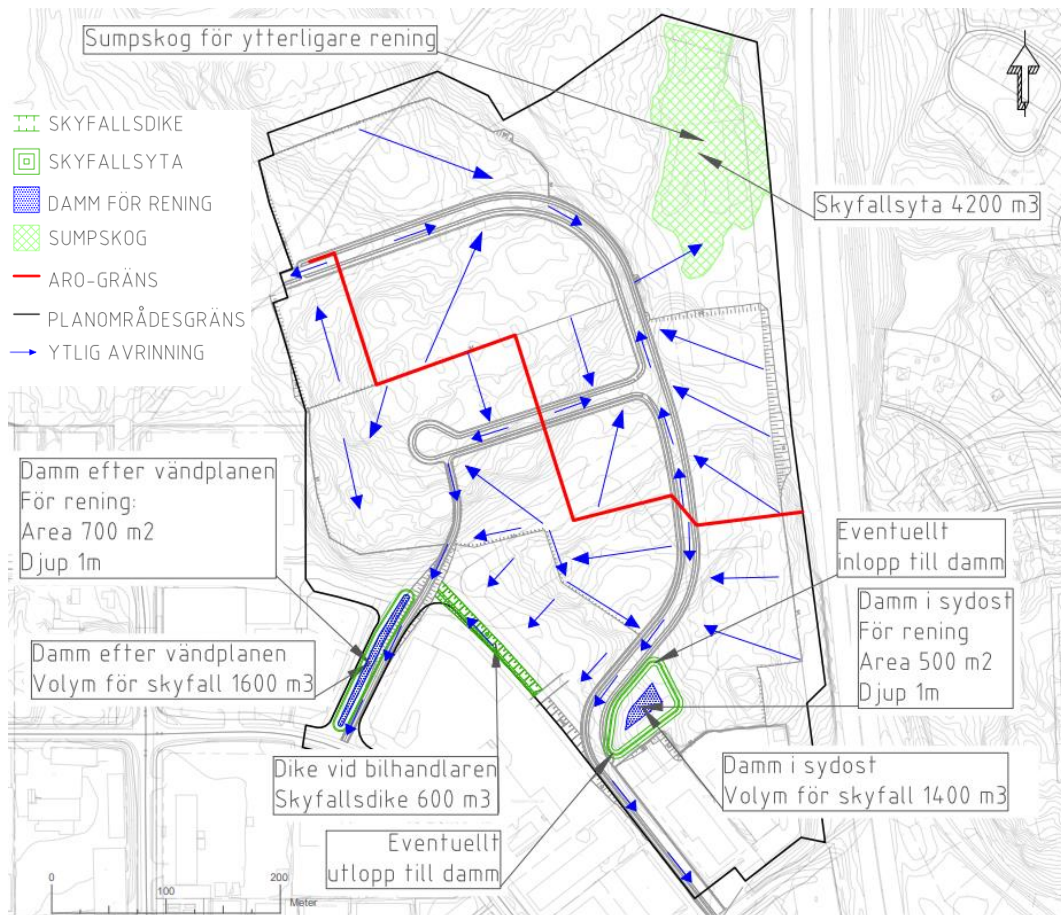 Sumpskog för ytterligare rening
SKYFALLSDIKE
SKYFALLSYTA
DAMM FÖR RENING
SUMPSKOG
ARO-GRÄNS
PLANOMRÅDESGRÄNS
YTLIG AVRINNING
Skyfallsyta 4200 m3
Damm efter vändplanen
För rening:
Area 700 m2
Djup 1m
Damm efter vändplanen
Volym för skyfall 1600 m3
Eventuellt
inlopp till damm
Damm i sydost
För rening
Area 500 m2
Djup 1m
Dike vid bilhandlaren
Skyfallsdike 600 m3
Damm i sydost
Volym för skyfall 1400 m3
Eventuellt
utlopp till damm
0
100
200
Meter